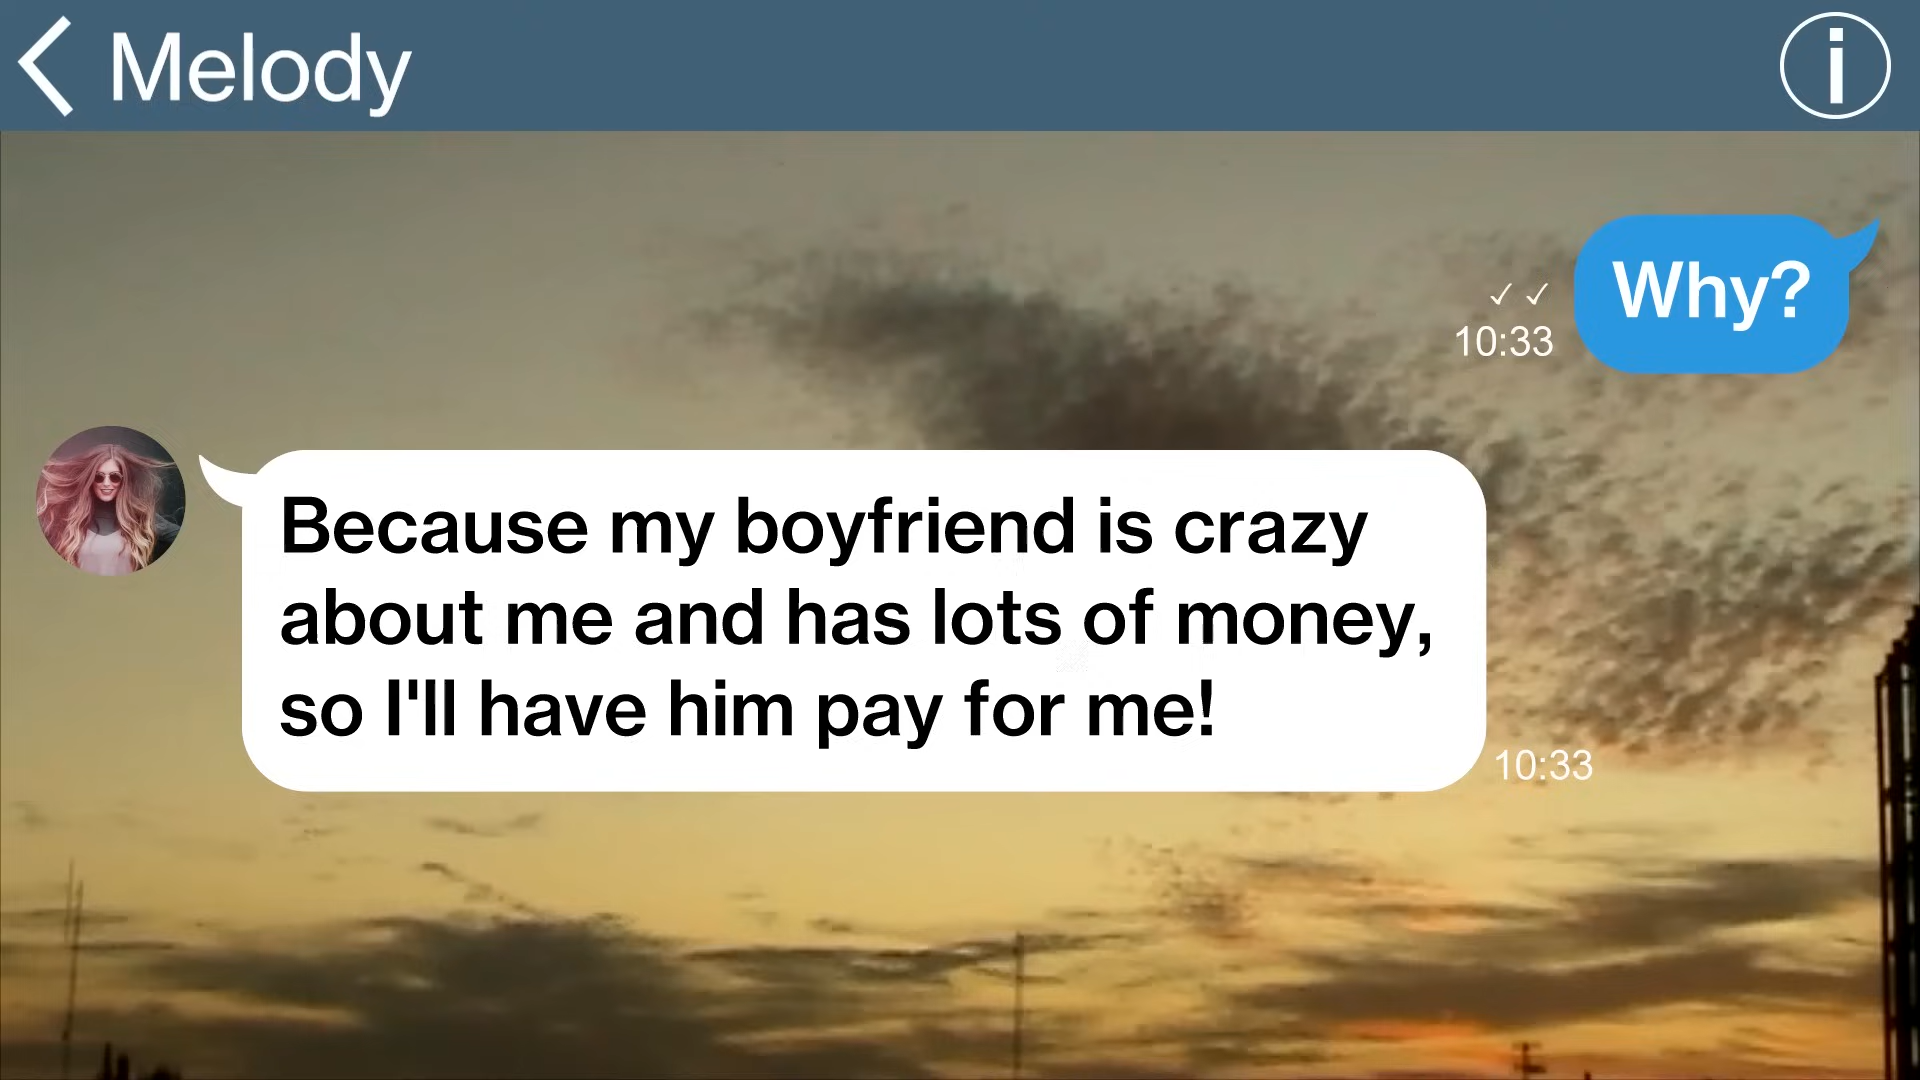 Melody
Why?
✓ ✓
10:33
Because my boyfriend is crazy
about me and has lots of money,
so I'll have him pay for me!
10:33